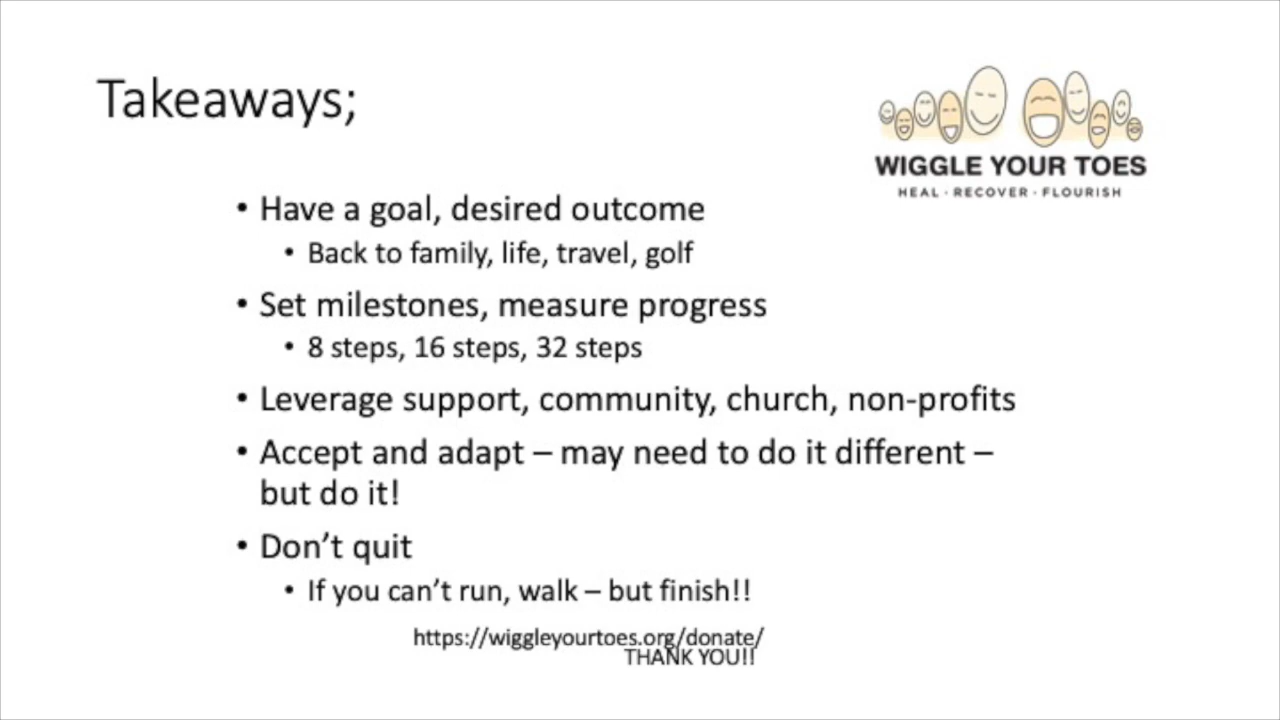 Takeaways;
WIGGLE YOUR TOES
HEAL · RECOVER · FLOURISH
• Have a goal, desired outcome
• Back to family, life, travel, golf
• Set milestones, measure progress
• 8 steps, 16 steps, 32 steps
• Leverage support, community, church, non-profits
• Accept and adapt – may need to do it different –
but do it!
• Don’t quit
• If you can’t run, walk – but finish!!
https://wiggleyourtoes.org/donate/
THANK YOU!!